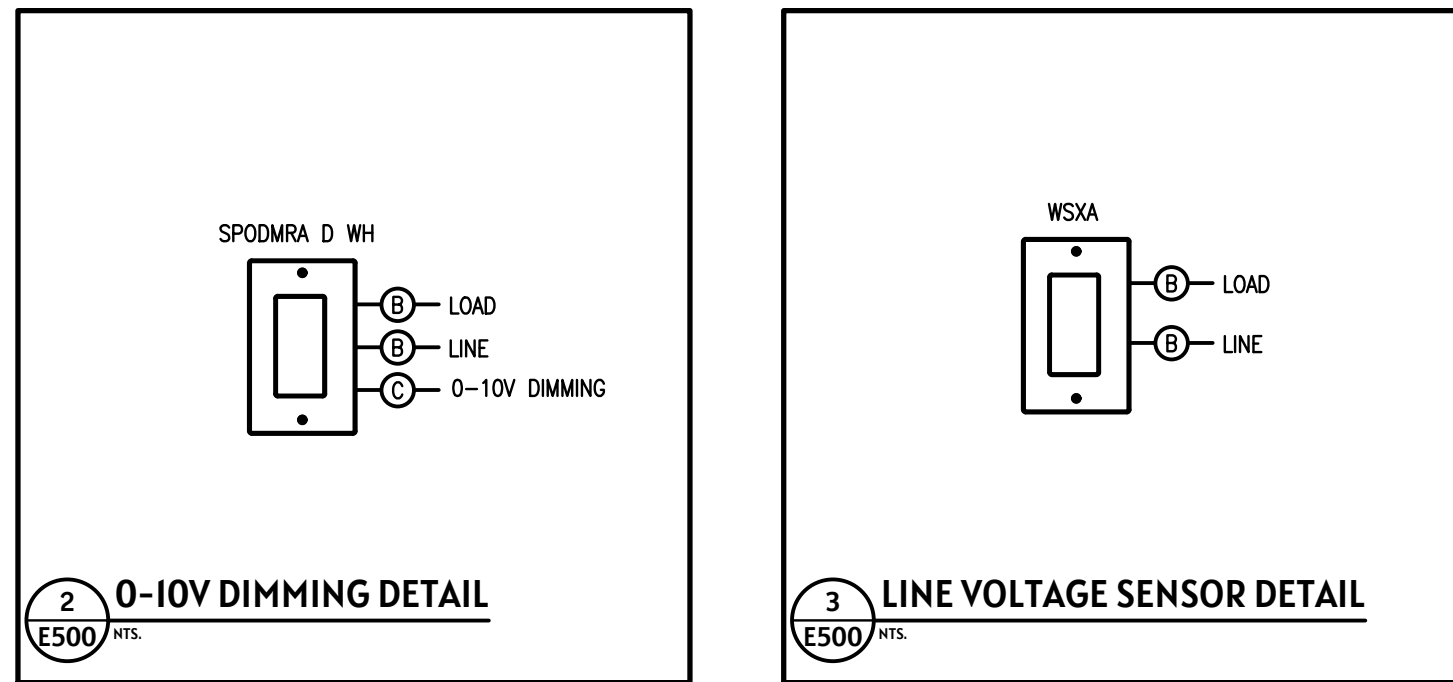 SPODMRA D WH
B LOAD
B LINE
C 0-10V DIMMING
2
E500
0-10V DIMMING DETAIL
NTS.
WSXA
B LOAD
B LINE
3
E500
LINE VOLTAGE SENSOR DETAIL
NTS.